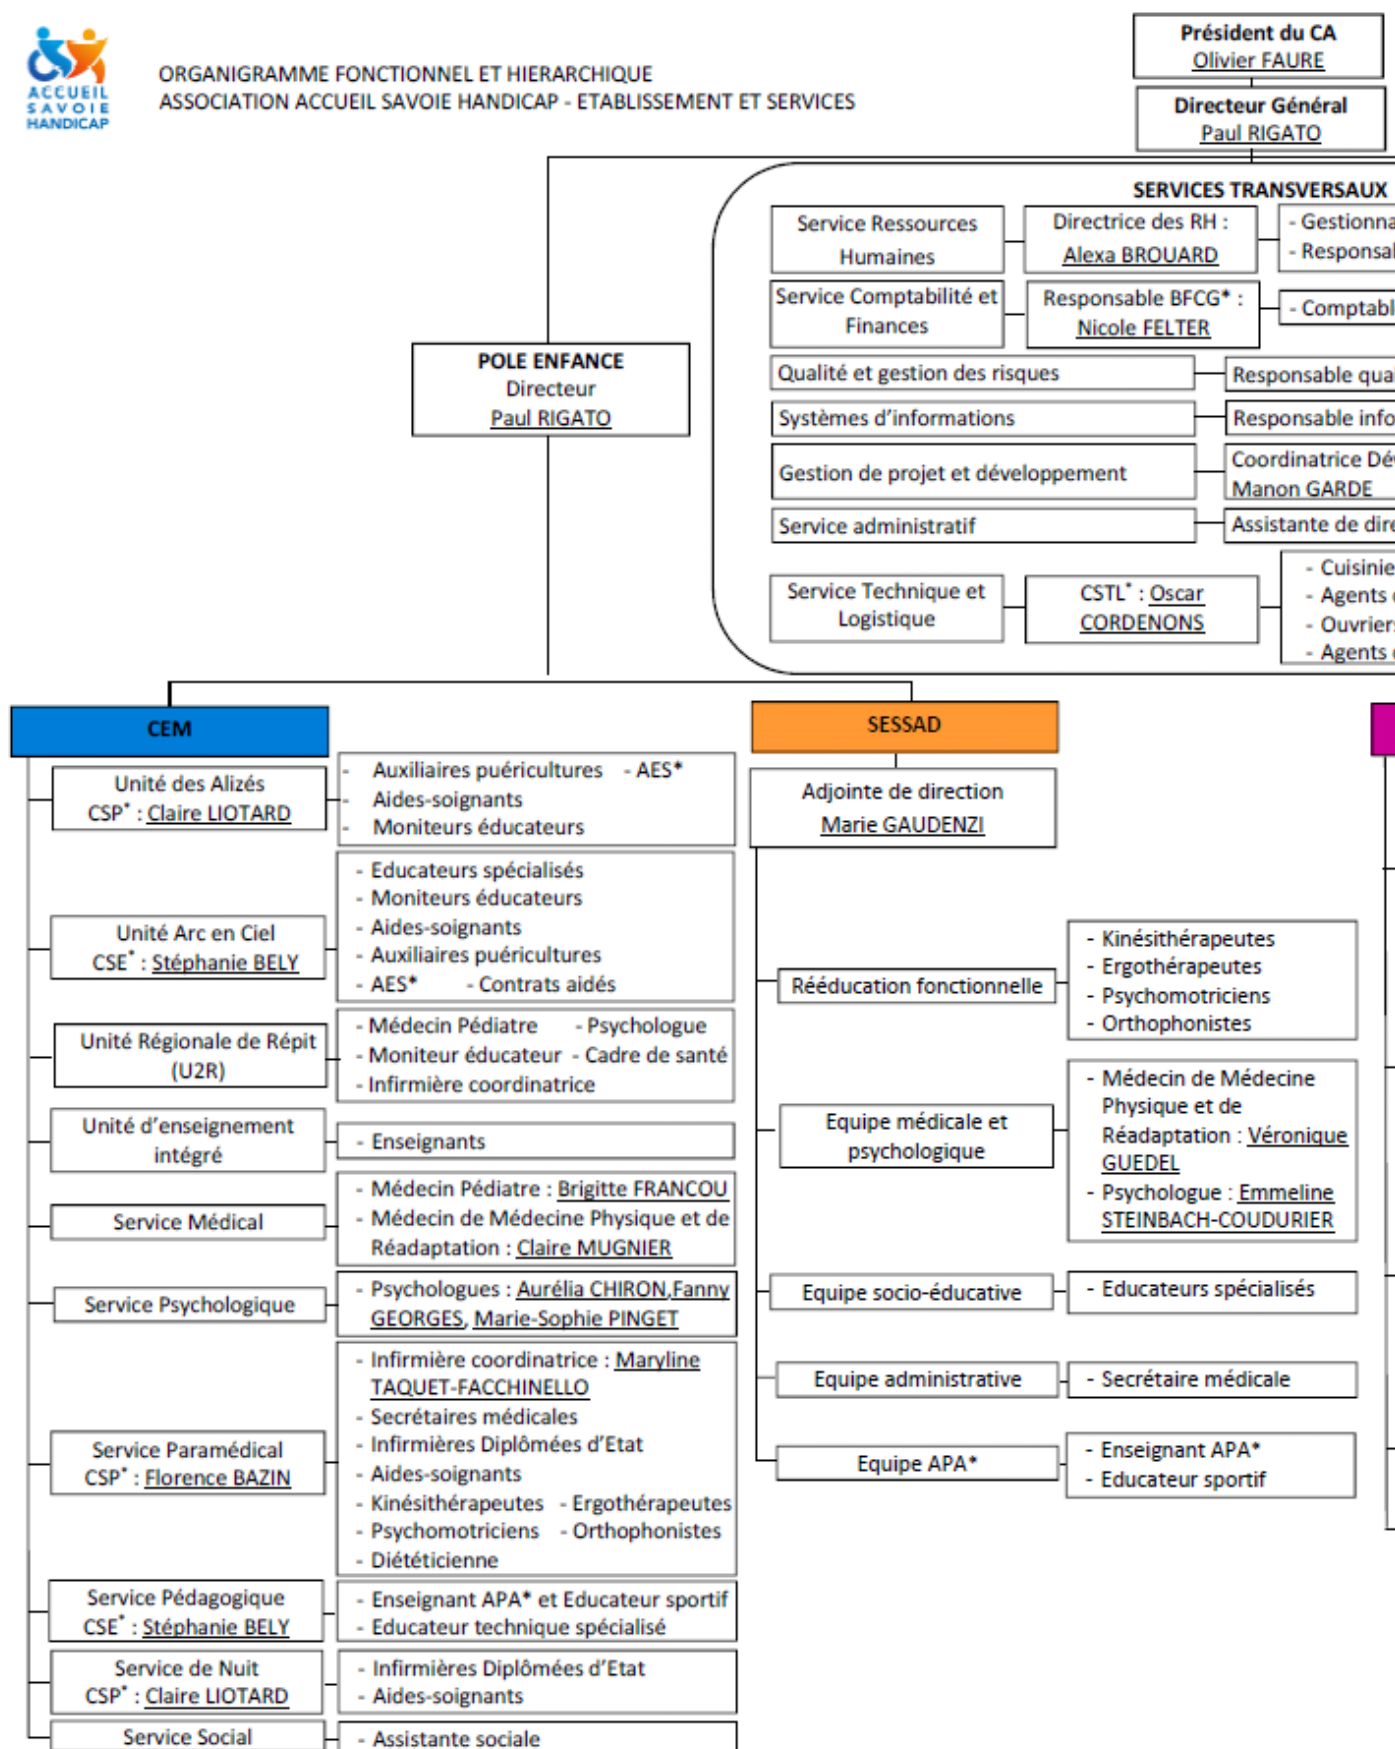 ACCUEIL
SAVOIE
HANDICAP
ORGANIGRAMME FONCTIONNEL ET HIERARCHIQUE
ASSOCIATION ACCUEIL SAVOIE HANDICAP - ETABLISSEMENT ET SERVICES
Président du CA
Olivier FAURE
Directeur Général
Paul RIGATO
SERVICES TRANSVERSAUX
Service Ressources
Humaines
Directrice des RH :
Alexa BROUARD
Service Comptabilité et
Finances
Responsable BFCG* :
Nicole FELTER
Qualité et gestion des risques
Responsable
Systèmes d'informations
Responsable
Gestion de projet et développement
Coordinatrice
Manon GARDE
Service administratif
Assistante de
Service Technique et
Logistique
CSTL* : Oscar
CORDENONS
- Agents
- Agents
POLE ENFANCE
Directeur
Paul RIGATO
CEM
Unité des Alizés
CSP* : Claire LIOTARD
- Auxiliaires puéricultures - AES*
- Aides-soignants
- Moniteurs éducateurs
Unité Arc en Ciel
CSE* : Stéphanie BELY
- Educateurs spécialisés
- Moniteurs éducateurs
- Aides-soignants
- Auxiliaires puéricultures
- AES* - Contrats aidés
Unité Régionale de Répit
(U2R)
- Médecin Pédiatre - Psychologue
- Moniteur éducateur - Cadre de santé
- Infirmière coordinatrice
Unité d'enseignement
intégré
- Enseignants
Service Médical
- Médecin Pédiatre : Brigitte FRANCOU
- Médecin de Médecine Physique et de
Réadaptation : Claire MUGNIER
Service Psychologique
- Psychologues : Aurélia CHIRON,Fanny
GEORGES, Marie-Sophie PINGET
Service Paramédical
CSP* : Florence BAZIN
- Infirmière coordinatrice : Maryline
TAQUET-FACCHINELLO
- Secrétaires médicales
- Infirmières Diplômées d'Etat
- Aides-soignants
- Kinésithérapeutes - Ergothérapeutes
- Psychomotriciens - Orthophonistes
- Diététicienne
Service Pédagogique
CSE* : Stéphanie BELY
- Enseignant APA* et Educateur sportif
- Educateur technique spécialisé
Service de Nuit
CSP* : Claire LIOTARD
- Infirmières Diplômées d'Etat
- Aides-soignants
Service Social
- Assistante sociale
SESSAD
Adjointe de direction
Marie GAUDENZI
Rééducation fonctionnelle
- Kinésithérapeutes
- Ergothérapeutes
- Psychomotriciens
- Orthophonistes
Equipe médicale et
psychologique
- Médecin de Médecine
Physique et de
Réadaptation : Véronique
GUEDEL
- Psychologue : Emmeline
STEINBACH-COUDURIER
Equipe socio-éducative
- Educateurs spécialisés
Equipe administrative
- Secrétaire médicale
Equipe APA*
- Enseignant APA*
- Educateur sportif